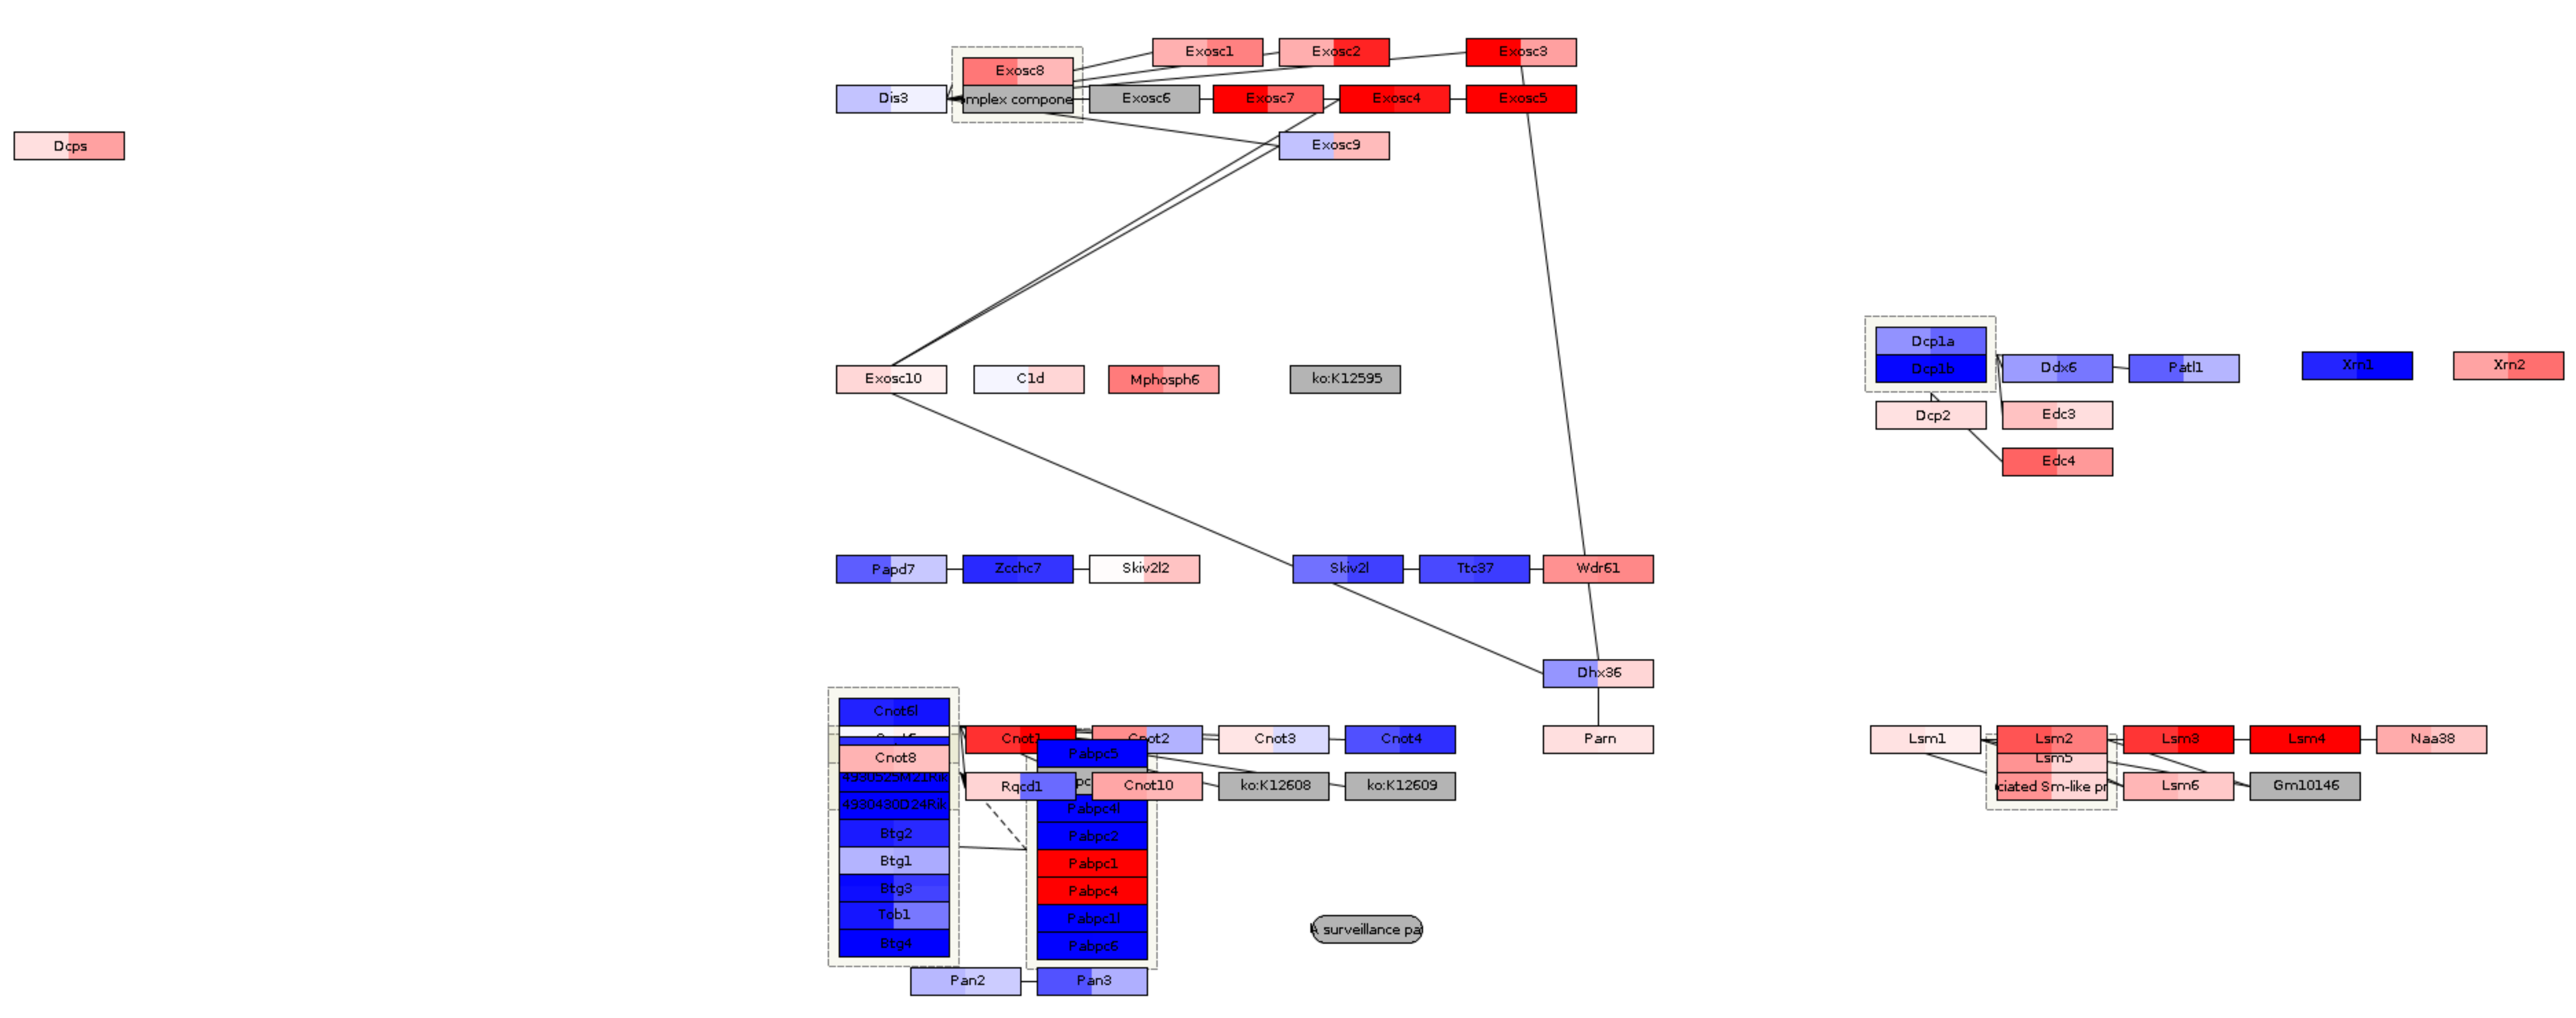 Exosc1
Exosc2
Exosc3
Exosc8
Dis3
omplex compone
Exosc6
Exosc7
Exosc4
Exosc5
Dcps
Exosc9
Dcp1a
Dcp1b
Ddx6
Patl1
Xrn1
Xrn2
Exosc10
C1d
Mphosph6
ko:K12595
Dcp2
Edc3
Edc4
Papd7
Zcchc7
Skiv2l2
Skiv2l
Ttc37
Wdr61
Dhx36
Cnot6l
Cnot1
Cnot2
Cnot3
Cnot4
Parn
Lsm1
Lsm2
Lsm3
Lsm4
Naa38
Cnot8
Pabpc5
Lsm5
4930525M21Rik
Rqcd1
Cnot10
ko:K12608
ko:K12609
ciated Sm-like pr
Lsm6
Gm10146
4930430D24Rik
Pabpc4l
Btg2
Pabpc2
Btg1
Pabpc1
Btg3
Pabpc4
Tob1
Pabpc1l
Btg4
Pabpc6
A surveillance pa
Pan2
Pan3